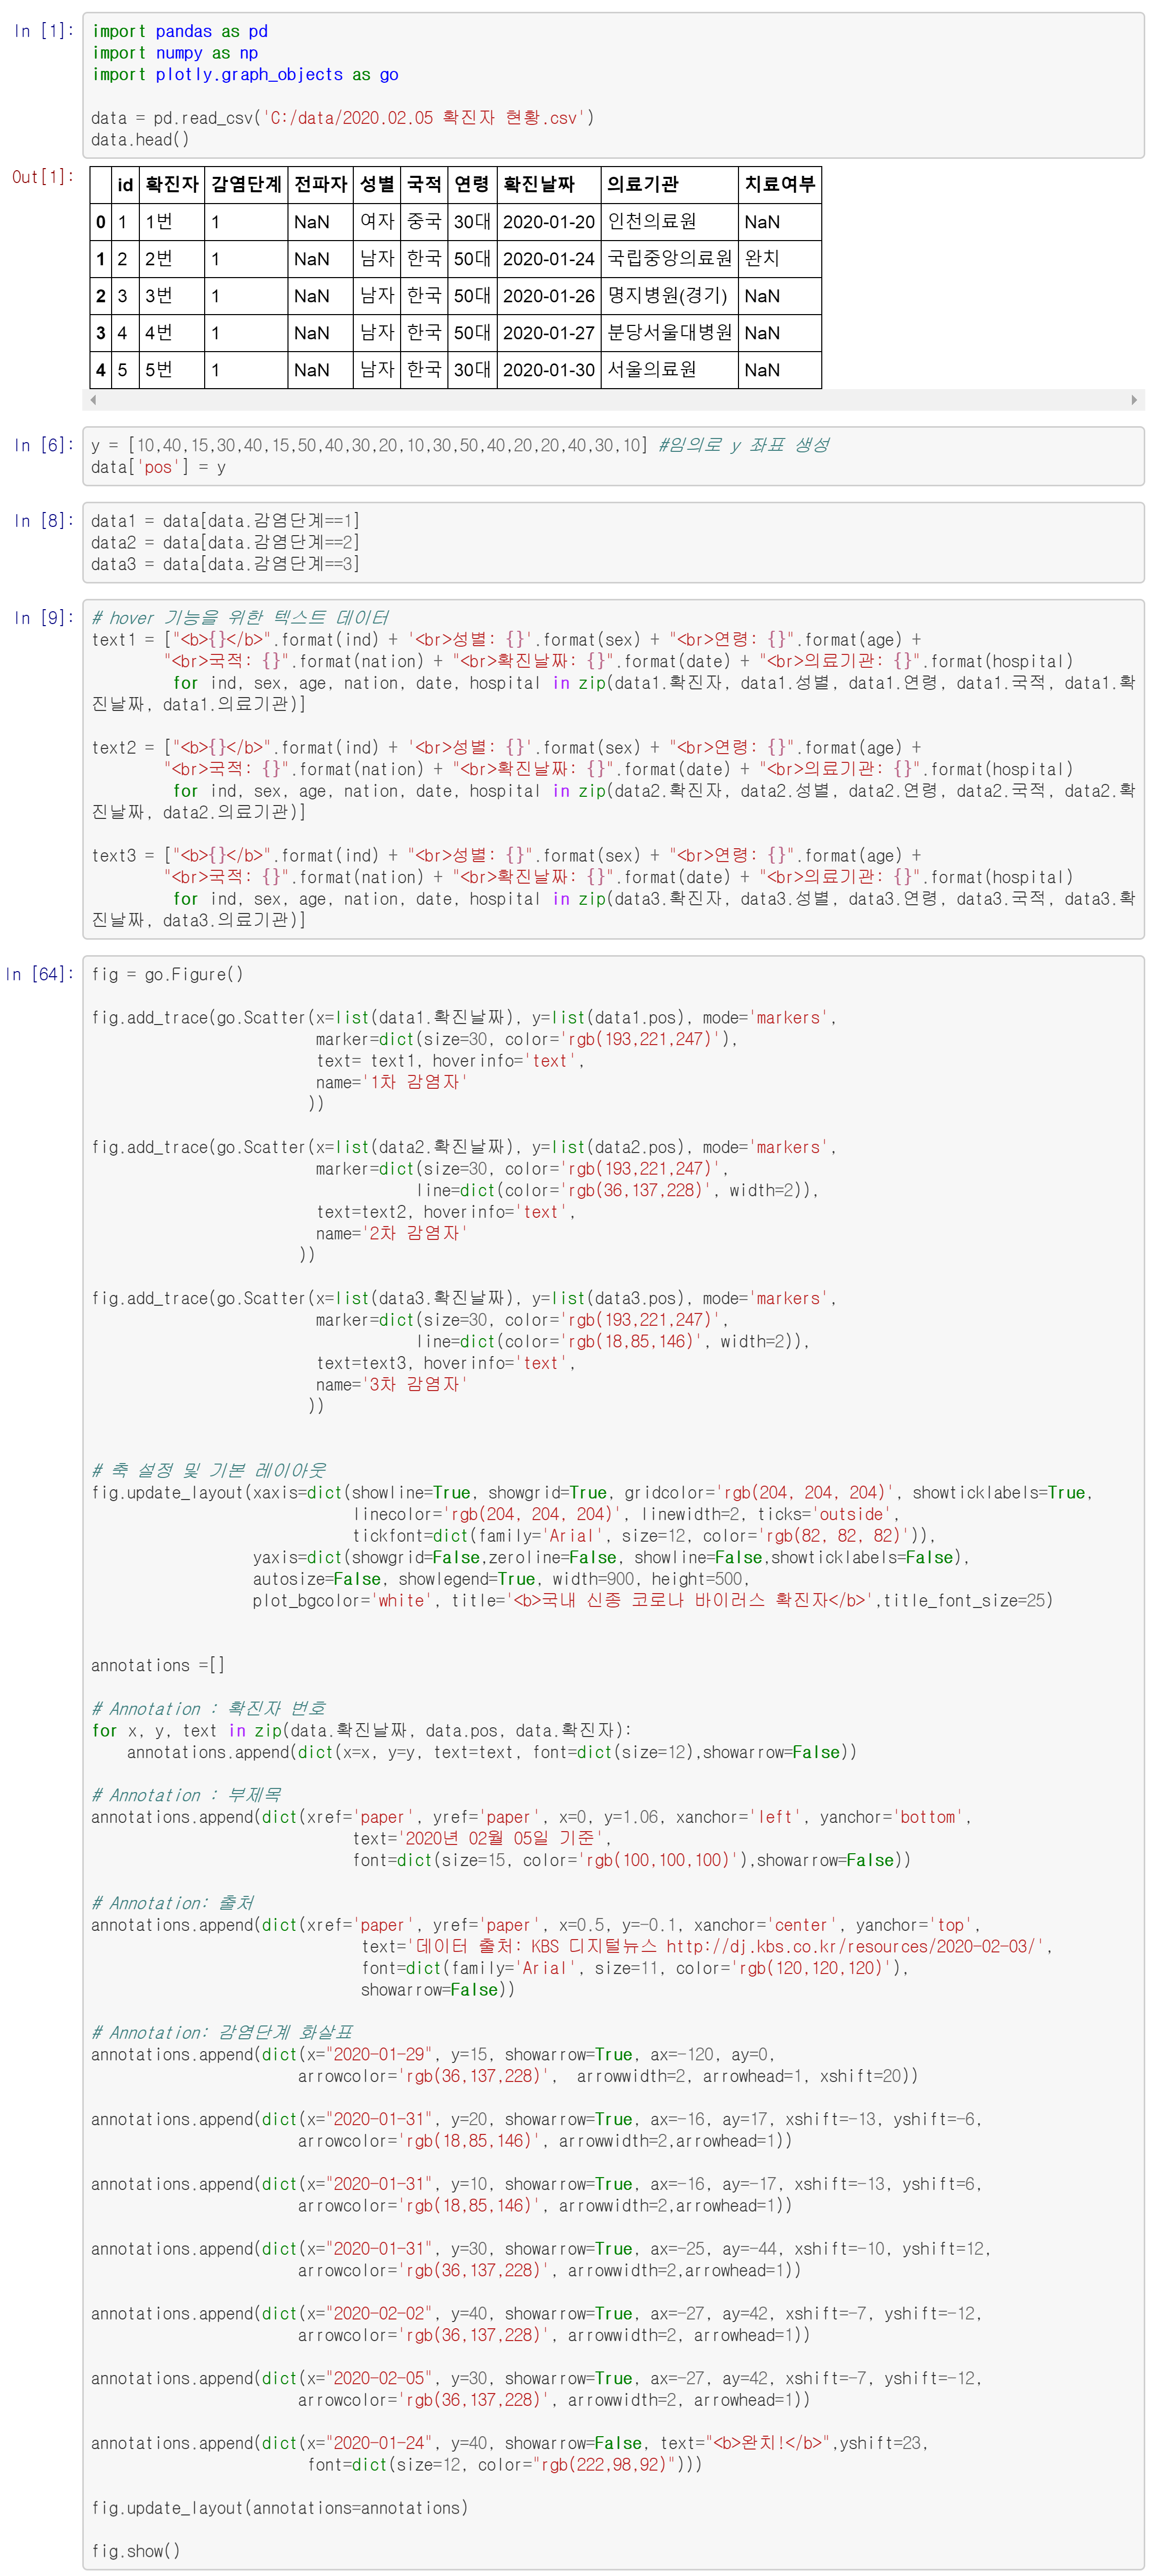 In [1]:
import pandas as pd
import numpy as np
import plotly.graph_objects as go
data = pd.read_csv('C:/data/2020.02.05 확진자 현황.csv')
data.head()
Out[1]:
id 확진자 감염단계 전파자 성별 국적 연령 확진날짜 의료기관 치료여부
0 1 1번 1 NaN 여자 중국 30대 2020-01-20 인천의료원 NaN
1 2 2번 1 NaN 남자 한국 50대 2020-01-24 국립중앙의료원 완치
2 3 3번 1 NaN 남자 한국 50대 2020-01-26 명지병원(경기) NaN
3 4 4번 1 NaN 남자 한국 50대 2020-01-27 분당서울대병원 NaN
4 5 5번 1 NaN 남자 한국 30대 2020-01-30 서울의료원 NaN
In [6]:
y = [10,40,15,30,40,15,50,40,30,20,10,30,50,40,20,20,40,30,10] #임의로 y 좌표 생성
data['pos'] = y
In [8]:
data1 = data[data.감염단계==1]
data2 = data[data.감염단계==2]
data3 = data[data.감염단계==3]
In [9]:
# hover 기능을 위한 텍스트 데이터
text1 = ["<b>{}</b>".format(ind) + '<br>성별: {}'.format(sex) + "<br>연령: {}".format(age) +
"<br>국적: {}".format(nation) + "<br>확진날짜: {}".format(date) + "<br>의료기관: {}".format(hospital)
for ind, sex, age, nation, date, hospital in zip(data1.확진자, data1.성별, data1.연령, data1.국적, data1.확
진날짜, data1.의료기관)]
text2 = ["<b>{}</b>".format(ind) + '<br>성별: {}'.format(sex) + "<br>연령: {}".format(age) +
"<br>국적: {}".format(nation) + "<br>확진날짜: {}".format(date) + "<br>의료기관: {}".format(hospital)
for ind, sex, age, nation, date, hospital in zip(data2.확진자, data2.성별, data2.연령, data2.국적, data2.확
진날짜, data2.의료기관)]
text3 = ["<b>{}</b>".format(ind) + "<br>성별: {}".format(sex) + "<br>연령: {}".format(age) +
"<br>국적: {}".format(nation) + "<br>확진날짜: {}".format(date) + "<br>의료기관: {}".format(hospital)
for ind, sex, age, nation, date, hospital in zip(data3.확진자, data3.성별, data3.연령, data3.국적, data3.확
진날짜, data3.의료기관)]
In [64]:
fig = go.Figure()
fig.add_trace(go.Scatter(x=list(data1.확진날짜), y=list(data1.pos), mode='markers',
marker=dict(size=30, color='rgb(193,221,247)'),
text= text1, hoverinfo='text',
name='1차 감염자'
))
fig.add_trace(go.Scatter(x=list(data2.확진날짜), y=list(data2.pos), mode='markers',
marker=dict(size=30, color='rgb(193,221,247)',
line=dict(color='rgb(36,137,228)', width=2)),
text=text2, hoverinfo='text',
name='2차 감염자'
))
fig.add_trace(go.Scatter(x=list(data3.확진날짜), y=list(data3.pos), mode='markers',
marker=dict(size=30, color='rgb(193,221,247)',
line=dict(color='rgb(18,85,146)', width=2)),
text=text3, hoverinfo='text',
name='3차 감염자'
))
# 축 설정 및 기본 레이아웃
fig.update_layout(xaxis=dict(showline=True, showgrid=True, gridcolor='rgb(204, 204, 204)', showticklabels=True,
linecolor='rgb(204, 204, 204)', linewidth=2, ticks='outside',
tickfont=dict(family='Arial', size=12, color='rgb(82, 82, 82)')),
yaxis=dict(showgrid=False,zeroline=False, showline=False,showticklabels=False),
autosize=False, showlegend=True, width=900, height=500,
plot_bgcolor='white', title='<b>국내 신종 코로나 바이러스 확진자</b>',title_font_size=25)
annotations =[]
# Annotation : 확진자 번호
for x, y, text in zip(data.확진날짜, data.pos, data.확진자):
annotations.append(dict(x=x, y=y, text=text, font=dict(size=12),showarrow=False))
# Annotation : 부제목
annotations.append(dict(xref='paper', yref='paper', x=0, y=1.06, xanchor='left', yanchor='bottom',
text='2020년 02월 05일 기준',
font=dict(size=15, color='rgb(100,100,100)'),showarrow=False))
# Annotation: 출처
annotations.append(dict(xref='paper', yref='paper', x=0.5, y=-0.1, xanchor='center', yanchor='top',
text='데이터 출처: KBS 디지털뉴스 http://dj.kbs.co.kr/resources/2020-02-03/',
font=dict(family='Arial', size=11, color='rgb(120,120,120)'),
showarrow=False))
# Annotation: 감염단계 화살표
annotations.append(dict(x="2020-01-29", y=15, showarrow=True, ax=-120, ay=0,
arrowcolor='rgb(36,137,228)', arrowwidth=2, arrowhead=1, xshift=20))
annotations.append(dict(x="2020-01-31", y=20, showarrow=True, ax=-16, ay=17, xshift=-13, yshift=-6,
arrowcolor='rgb(18,85,146)', arrowwidth=2,arrowhead=1))
annotations.append(dict(x="2020-01-31", y=10, showarrow=True, ax=-16, ay=-17, xshift=-13, yshift=6,
arrowcolor='rgb(18,85,146)', arrowwidth=2,arrowhead=1))
annotations.append(dict(x="2020-01-31", y=30, showarrow=True, ax=-25, ay=-44, xshift=-10, yshift=12,
arrowcolor='rgb(36,137,228)', arrowwidth=2,arrowhead=1))
annotations.append(dict(x="2020-02-02", y=40, showarrow=True, ax=-27, ay=42, xshift=-7, yshift=-12,
arrowcolor='rgb(36,137,228)', arrowwidth=2, arrowhead=1))
annotations.append(dict(x="2020-02-05", y=30, showarrow=True, ax=-27, ay=42, xshift=-7, yshift=-12,
arrowcolor='rgb(36,137,228)', arrowwidth=2, arrowhead=1))
annotations.append(dict(x="2020-01-24", y=40, showarrow=False, text="<b>완치!</b>",yshift=23,
font=dict(size=12, color="rgb(222,98,92)")))
fig.update_layout(annotations=annotations)
fig.show()